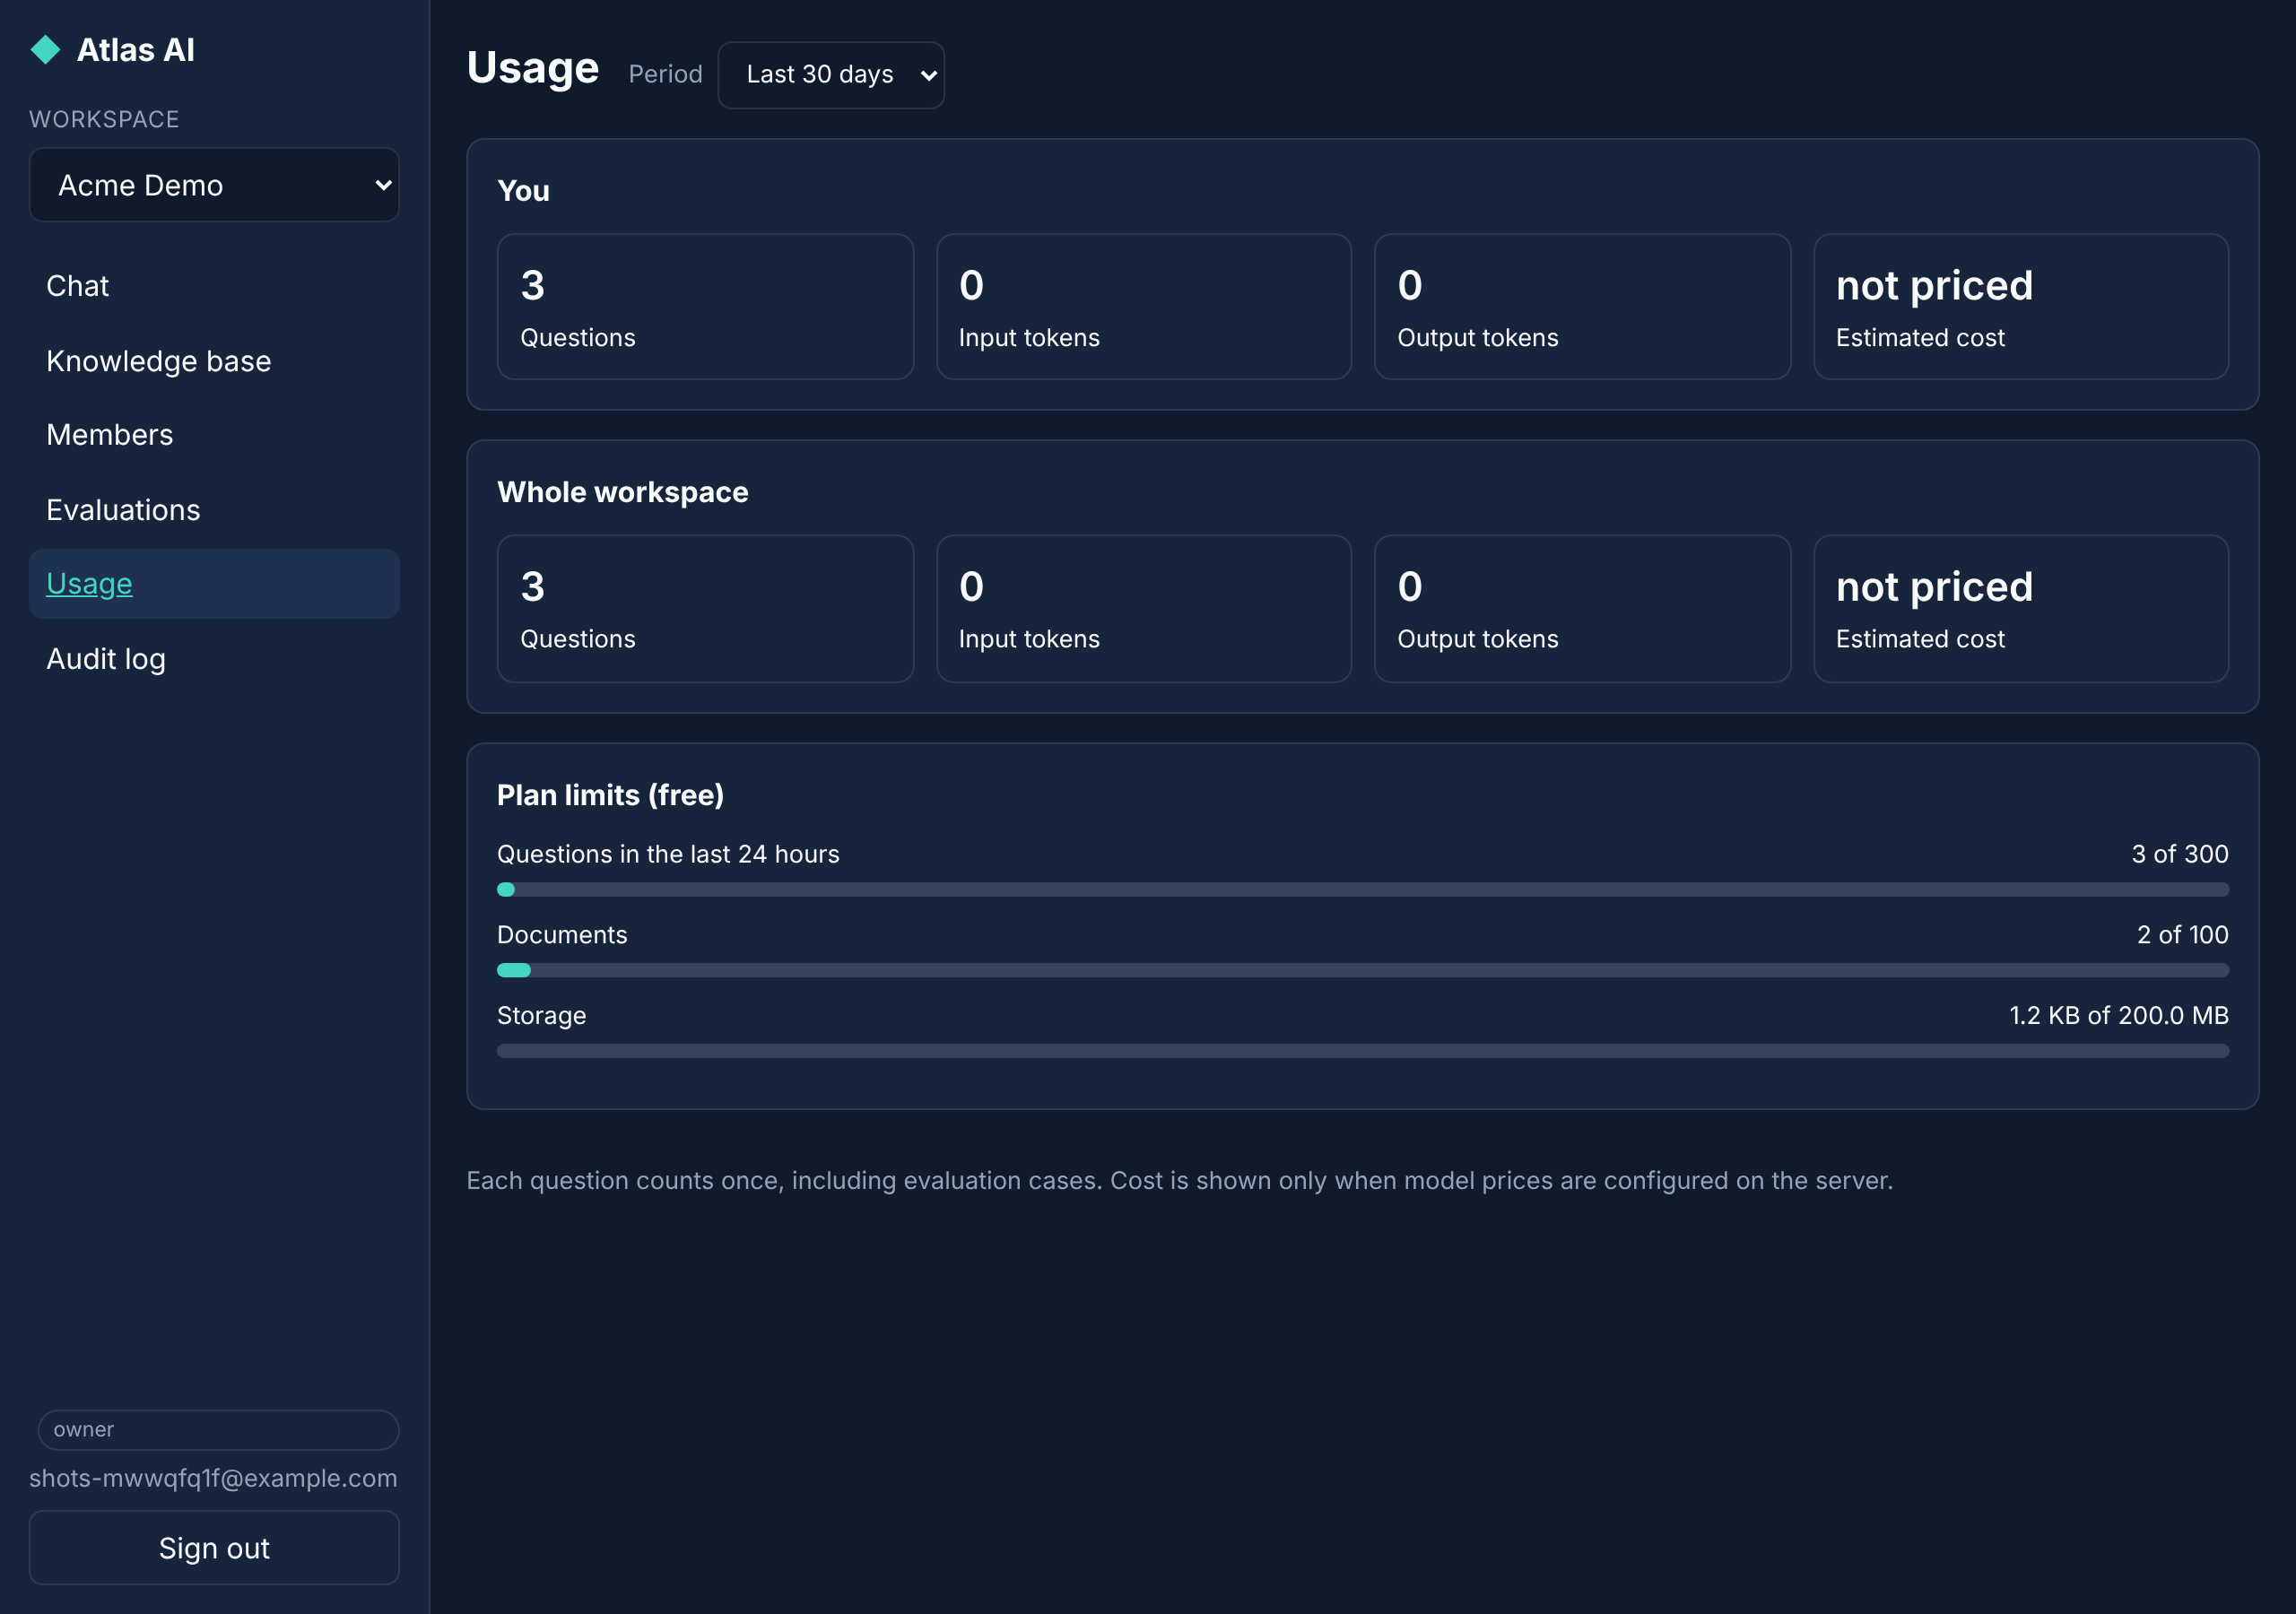 Atlas AI
WORKSPACE
Acme Demo
Chat
Knowledge base
Members
Evaluations
Usage
Audit log
owner
shots-mwwqfq1f@example.com
Sign out
Usage
Period
Last 30 days
You
3
Questions
0
Input tokens
0
Output tokens
not priced
Estimated cost
Whole workspace
3
Questions
0
Input tokens
0
Output tokens
not priced
Estimated cost
Plan limits (free)
Questions in the last 24 hours
3 of 300
Documents
2 of 100
Storage
1.2 KB of 200.0 MB
Each question counts once, including evaluation cases. Cost is shown only when model prices are configured on the server.